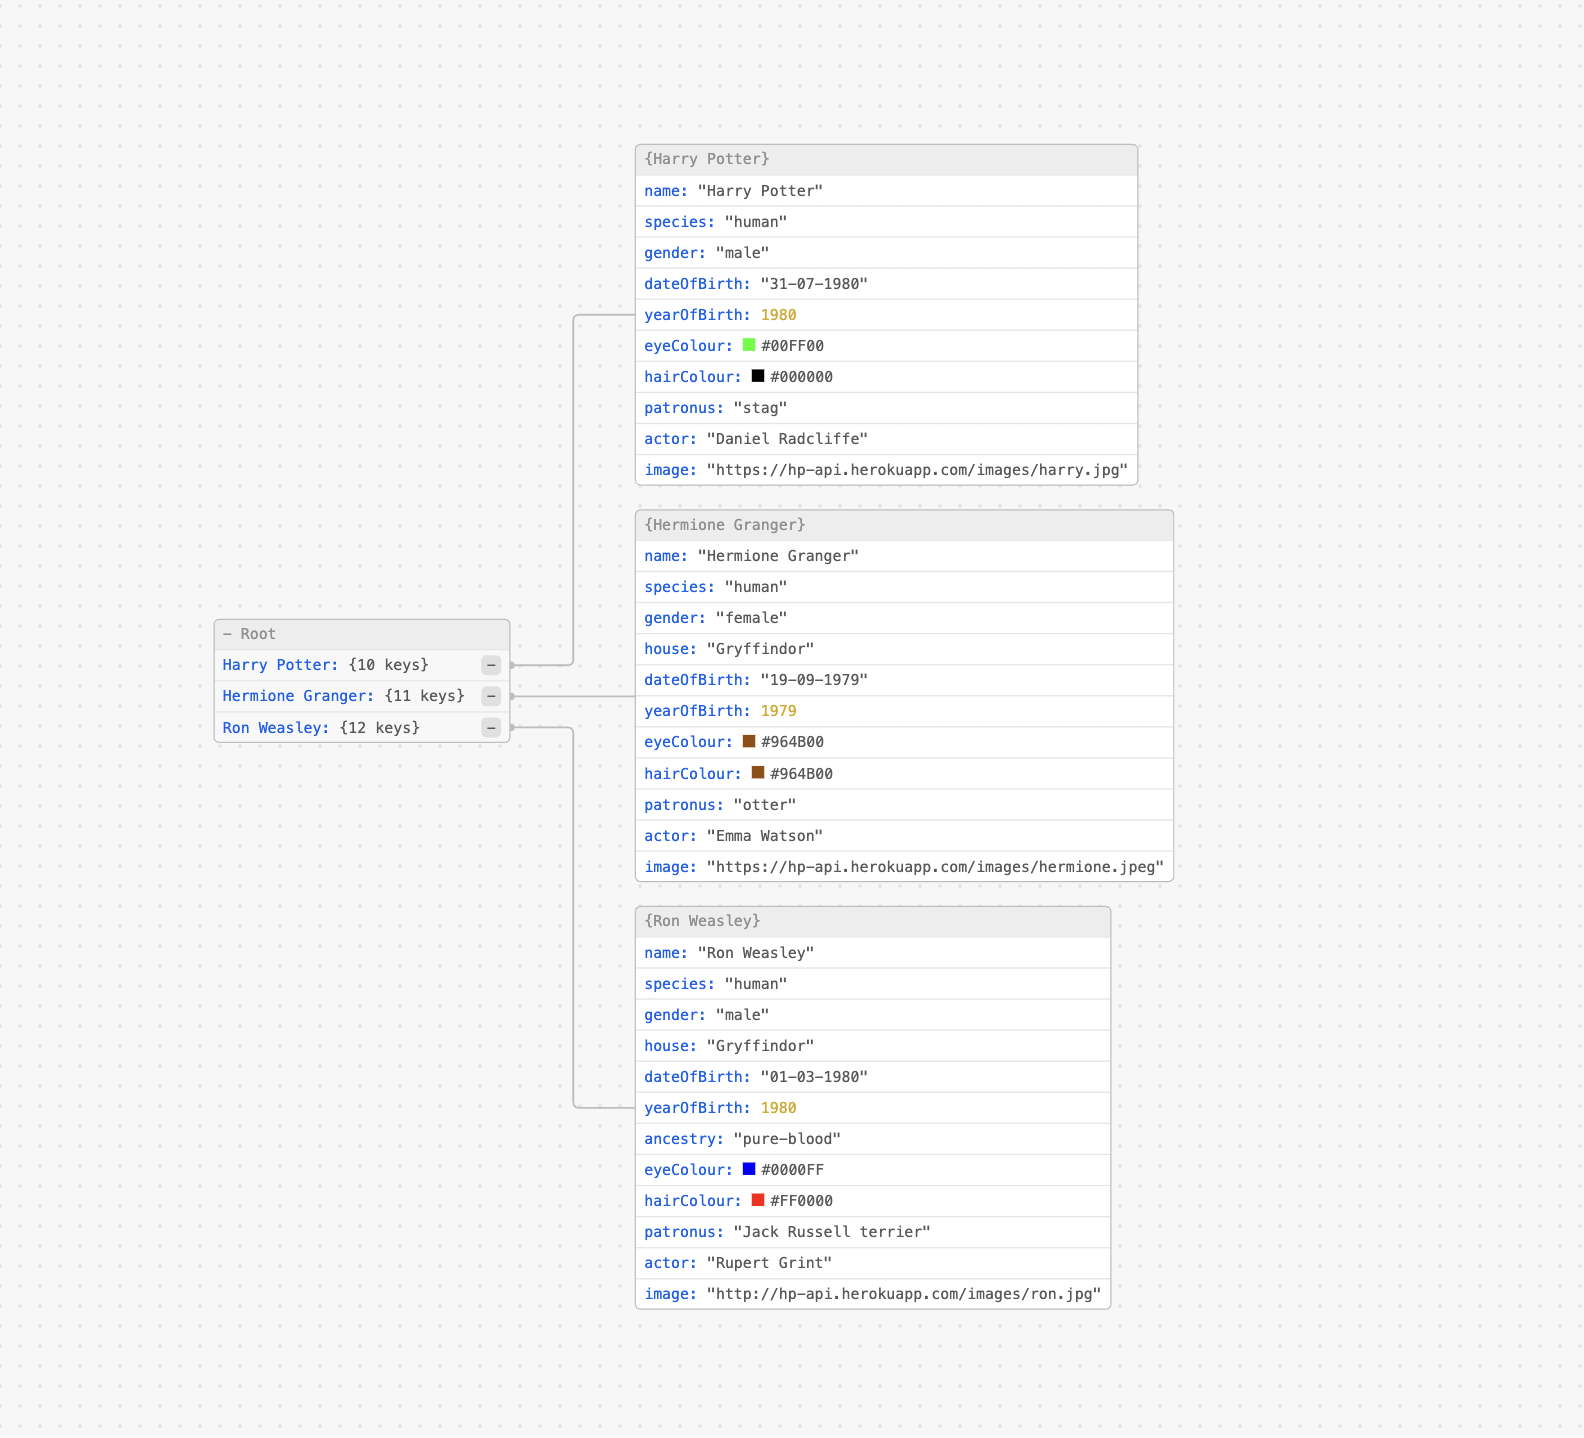 − Root
Harry Potter: {10 keys} −
Hermione Granger: {11 keys} −
Ron Weasley: {12 keys} −
{Harry Potter}
name: "Harry Potter"
species: "human"
gender: "male"
dateOfBirth: "31-07-1980"
yearOfBirth: 1980
eyeColour: #00FF00
hairColour: #000000
patronus: "stag"
actor: "Daniel Radcliffe"
image: "https://hp-api.herokuapp.com/images/harry.jpg"
{Hermione Granger}
name: "Hermione Granger"
species: "human"
gender: "female"
house: "Gryffindor"
dateOfBirth: "19-09-1979"
yearOfBirth: 1979
eyeColour: #964B00
hairColour: #964B00
patronus: "otter"
actor: "Emma Watson"
image: "https://hp-api.herokuapp.com/images/hermione.jpeg"
{Ron Weasley}
name: "Ron Weasley"
species: "human"
gender: "male"
house: "Gryffindor"
dateOfBirth: "01-03-1980"
yearOfBirth: 1980
ancestry: "pure-blood"
eyeColour: #0000FF
hairColour: #FF0000
patronus: "Jack Russell terrier"
actor: "Rupert Grint"
image: "http://hp-api.herokuapp.com/images/ron.jpg"